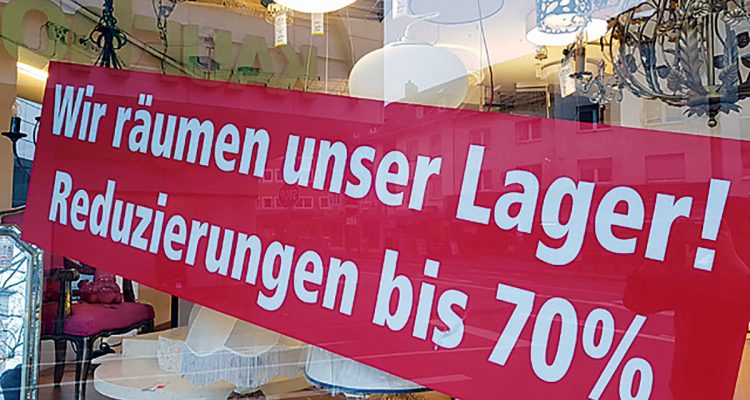 Wir räumen unser Lager!
Reduzierungen bis 70%